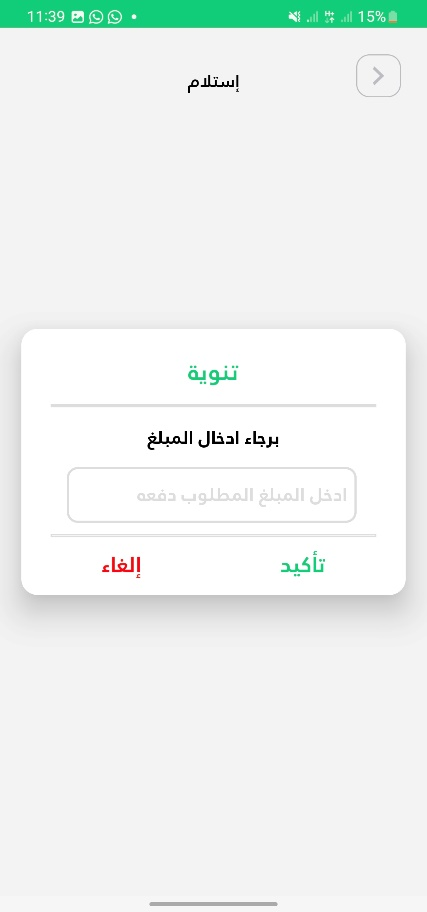 11:39 15%
إستلام
تنوية
برجاء ادخال المبلغ
ادخل المبلغ المطلوب دفعه
تأكيد إلغاء